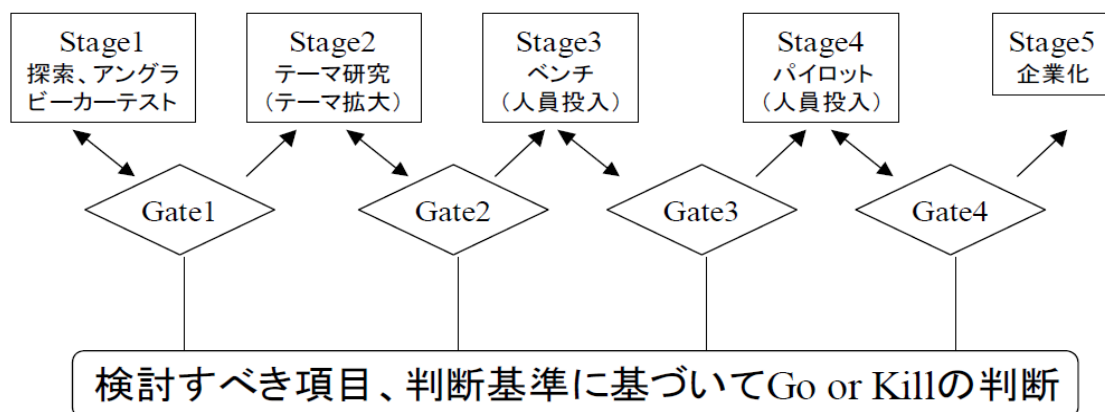 Stage1
探索、アングラ
ビーカーテスト
Stage2
テーマ研究
（テーマ拡大）
Stage3
ベンチ
（人員投入）
Stage4
パイロット
（人員投入）
Stage5
企業化
Gate1
Gate2
Gate3
Gate4
検討すべき項目、判断基準に基づいてGo or Killの判断